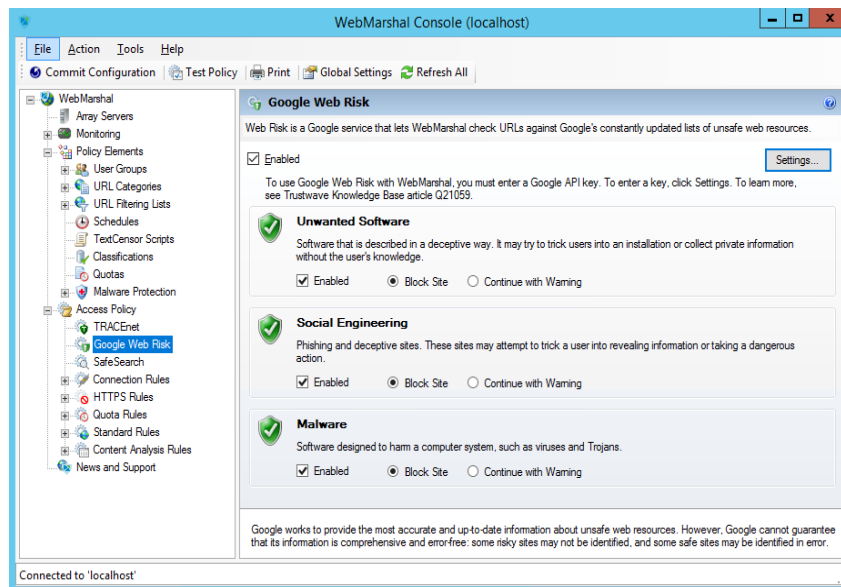 WebMarshal Console (localhost)
File Action Tools Help
Commit Configuration Test Policy Print Global Settings Refresh All
WebMarshal
Array Servers
Monitoring
Policy Elements
User Groups
URL Categories
URL Filtering Lists
Schedules
TextCensor Scripts
Classifications
Quotas
Malware Protection
Access Policy
TRACEnet
Google Web Risk
SafeSearch
Connection Rules
HTTPS Rules
Quota Rules
Standard Rules
Content Analysis Rules
News and Support
Google Web Risk
Web Risk is a Google service that lets WebMarshal check URLs against Google's constantly updated lists of unsafe web resources.
Enabled
Settings...
To use Google Web Risk with WebMarshal, you must enter a Google API key. To enter a key, click Settings. To learn more,
see Trustwave Knowledge Base article Q21059.
Unwanted Software
Software that is described in a deceptive way. It may try to trick users into an installation or collect private information
without the user's knowledge.
Enabled Block Site Continue with Warning
Social Engineering
Phishing and deceptive sites. These sites may attempt to trick a user into revealing information or taking a dangerous
action.
Enabled Block Site Continue with Warning
Malware
Software designed to harm a computer system, such as viruses and Trojans.
Enabled Block Site Continue with Warning
Google works to provide the most accurate and up-to-date information about unsafe web resources. However, Google cannot guarantee
that its information is comprehensive and error-free: some risky sites may not be identified, and some safe sites may be identified in error.
Connected to 'localhost'